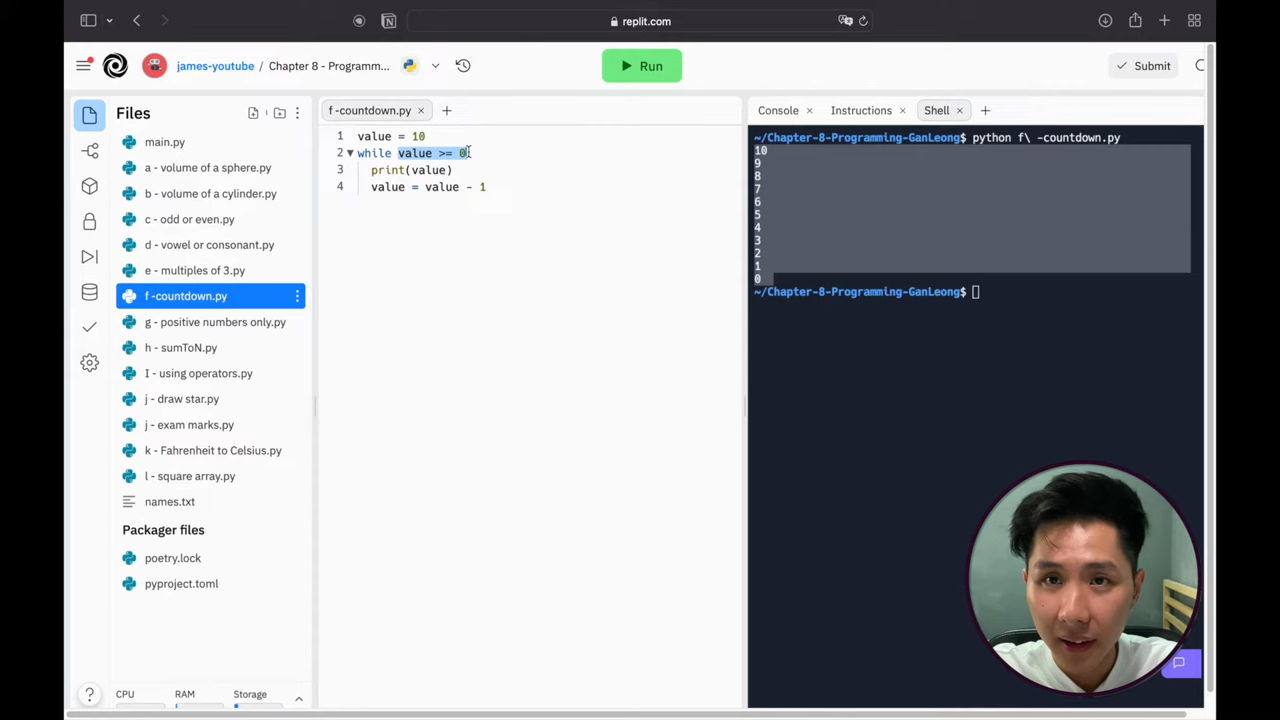 replit.com
james-youtube / Chapter 8 - Programm...
Run
Submit
Files
main.py
a - volume of a sphere.py
b - volume of a cylinder.py
c - odd or even.py
d - vowel or consonant.py
e - multiples of 3.py
f -countdown.py
g - positive numbers only.py
h - sumToN.py
I - using operators.py
j - draw star.py
j - exam marks.py
k - Fahrenheit to Celsius.py
l - square array.py
names.txt
Packager files
poetry.lock
pyproject.toml
CPU RAM Storage
f -countdown.py
1 value = 10
2 while value >= 0
3 print(value)
4 value = value - 1
Console Instructions Shell
~/Chapter-8-Programming-GanLeong$ python f\ -countdown.py
10
9
8
7
6
5
4
3
2
1
0
~/Chapter-8-Programming-GanLeong$